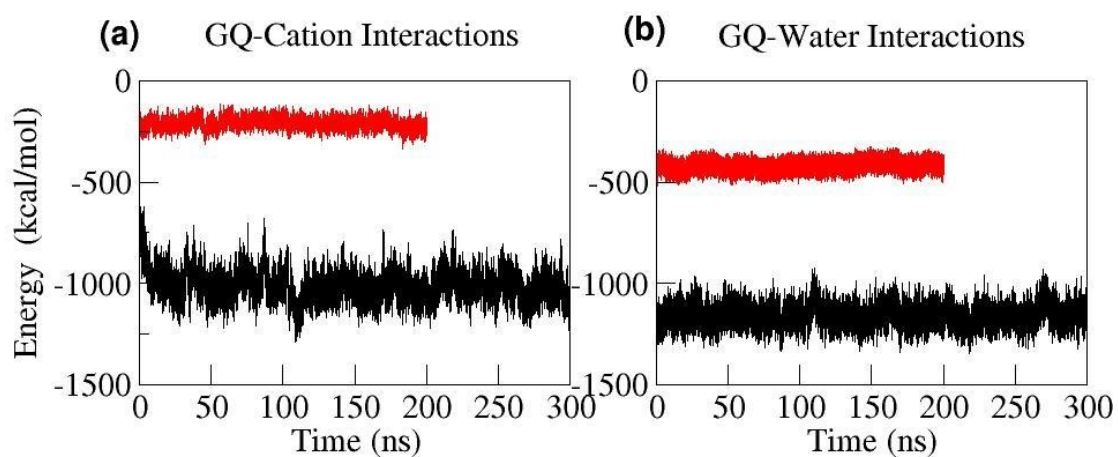 (a) GQ-Cation Interactions
(b) GQ-Water Interactions
Energy (kcal/mol)
0
-500
-1000
-1500
0 50 100 150 200 250 300
Time (ns)
0
-500
-1000
-1500
0 50 100 150 200 250 300
Time (ns)